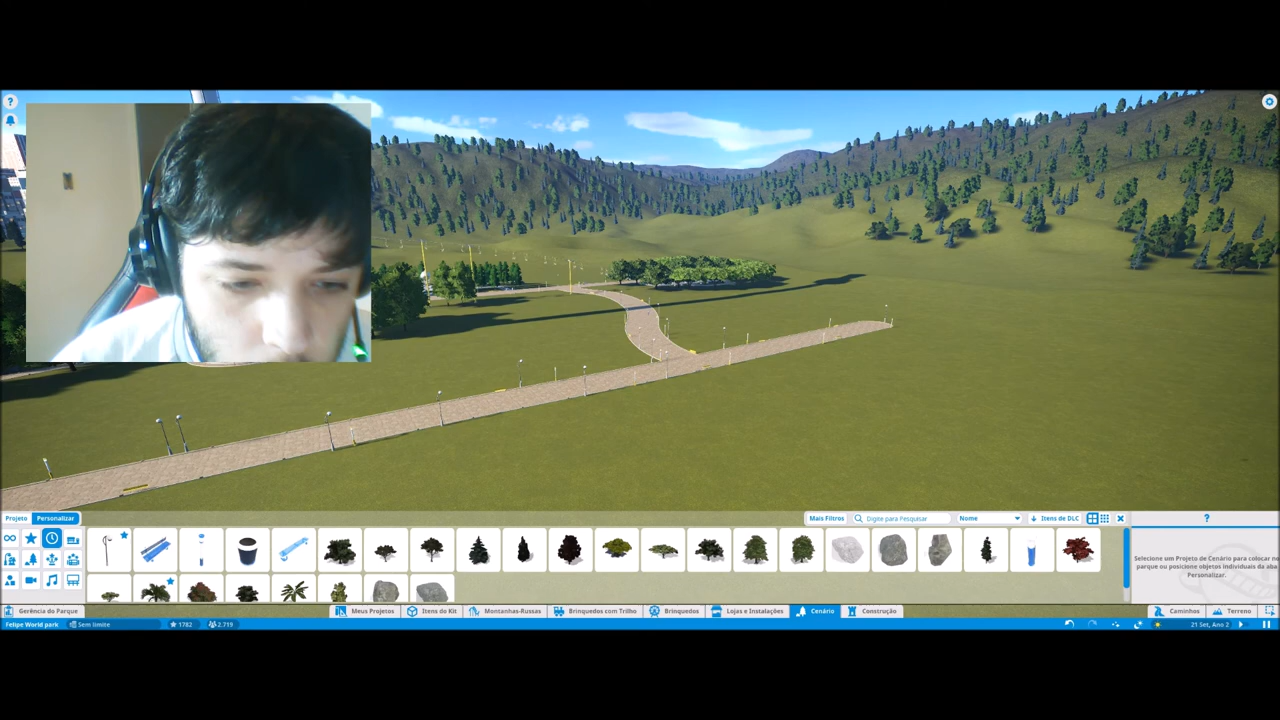 ?
Projeto Personalizar
Mais Filtros Digite para Pesquisar Nome Itens de DLC
?
Selecione um Projeto de Cenário para colocar no
parque ou posicione objetos individuais da aba
Personalizar.
Gerência do Parque Meus Projetos Itens do Kit Montanhas-Russas Brinquedos com Trilho Brinquedos Lojas e Instalações Cenário Construção Caminhos Terreno
Felipe World park Sem limite 1782 2.719 21 Set, Ano 2